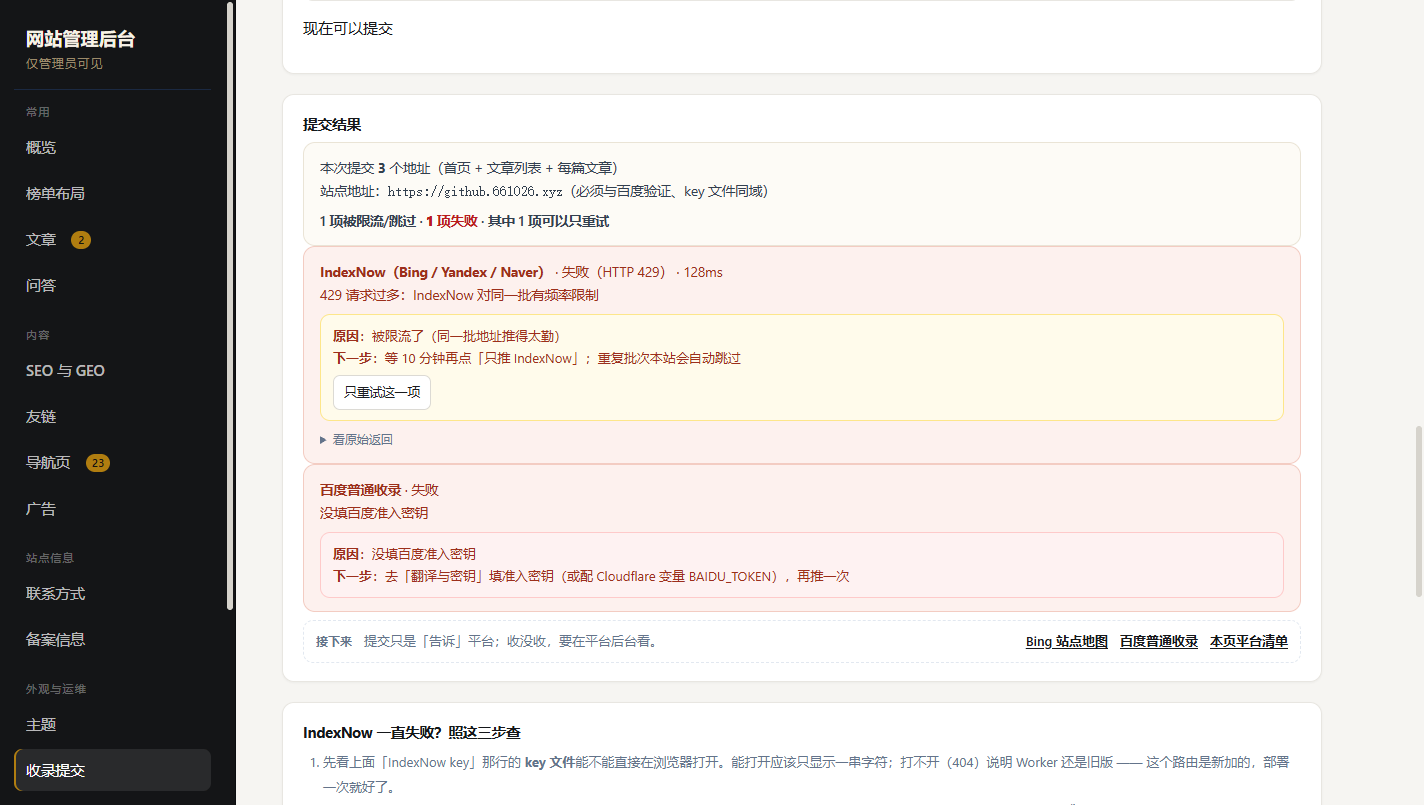 网站管理后台
仅管理员可见
常用
概览
榜单布局
文章 2
问答
内容
SEO 与 GEO
友链
导航页 23
广告
站点信息
联系方式
备案信息
外观与运维
主题
收录提交
现在可以提交
提交结果
本次提交 3 个地址（首页 + 文章列表 + 每篇文章）
站点地址：https://github.661026.xyz（必须与百度验证、key 文件同域）
1 项被限流/跳过 · 1 项失败 · 其中 1 项可以只重试
IndexNow（Bing / Yandex / Naver） · 失败（HTTP 429） · 128ms
429 请求过多：IndexNow 对同一批有频率限制
原因：被限流了（同一批地址推得太勤）
下一步：等 10 分钟再点「只推 IndexNow」；重复批次本站会自动跳过
只重试这一项
▶ 看原始返回
百度普通收录 · 失败
没填百度准入密钥
原因：没填百度准入密钥
下一步：去「翻译与密钥」填准入密钥（或配 Cloudflare 变量 BAIDU_TOKEN），再推一次
接下来 提交只是「告诉」平台；收没收，要在平台后台看。 Bing 站点地图 百度普通收录 本页平台清单
IndexNow 一直失败？照这三步查
1. 先看上面「IndexNow key」那行的 key 文件能不能直接在浏览器打开。能打开应该只显示一串字符；打不开（404）说明 Worker 还是旧版 —— 这个路由是新加的，部署
一次就好了。